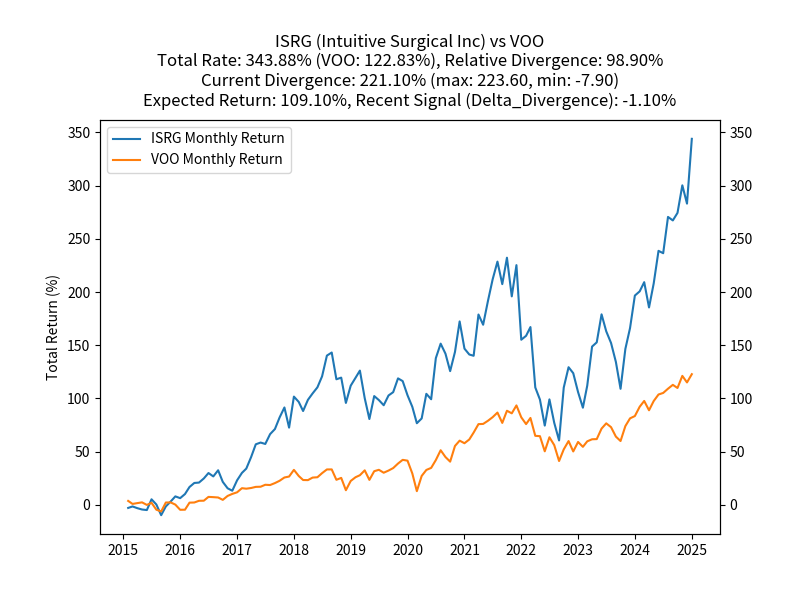 ISRG (Intuitive Surgical Inc) vs VOO
Total Rate: 343.88% (VOO: 122.83%), Relative Divergence: 98.90%
Current Divergence: 221.10% (max: 223.60, min: -7.90)
Expected Return: 109.10%, Recent Signal (Delta_Divergence): -1.10%
ISRG Monthly Return
VOO Monthly Return
Total Return (%)
350
300
250
200
150
100
50
0
350
300
250
200
150
100
50
0
2015 2016 2017 2018 2019 2020 2021 2022 2023 2024 2025